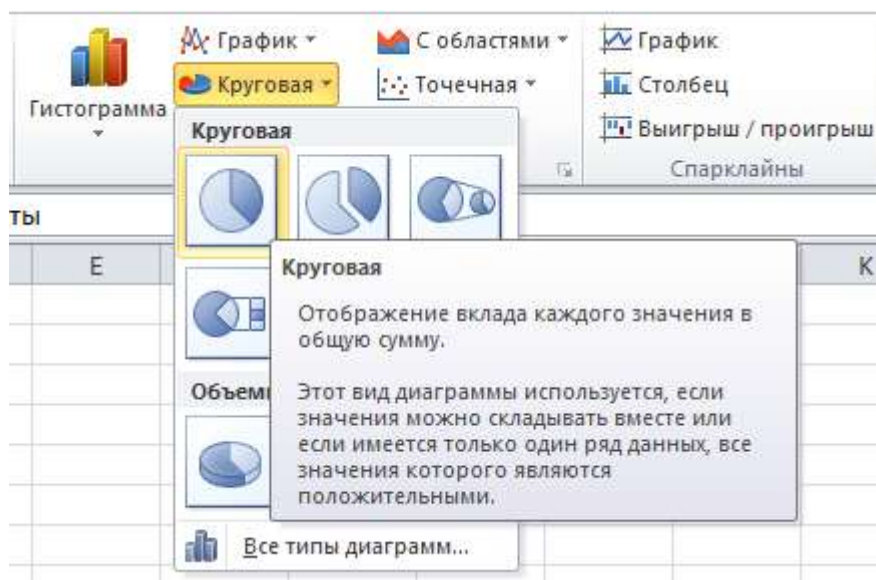 График
С областями
График
Круговая
Точечная
Столбец
Гистограмма
Выигрыш / проигрыш
Круговая
Спарклайны
ты
E
K
Круговая
Отображение вклада каждого значения в
общую сумму.
Этот вид диаграммы используется, если
значения можно складывать вместе или
если имеется только один ряд данных, все
значения которого являются
положительными.
Объемн
Все типы диаграмм...